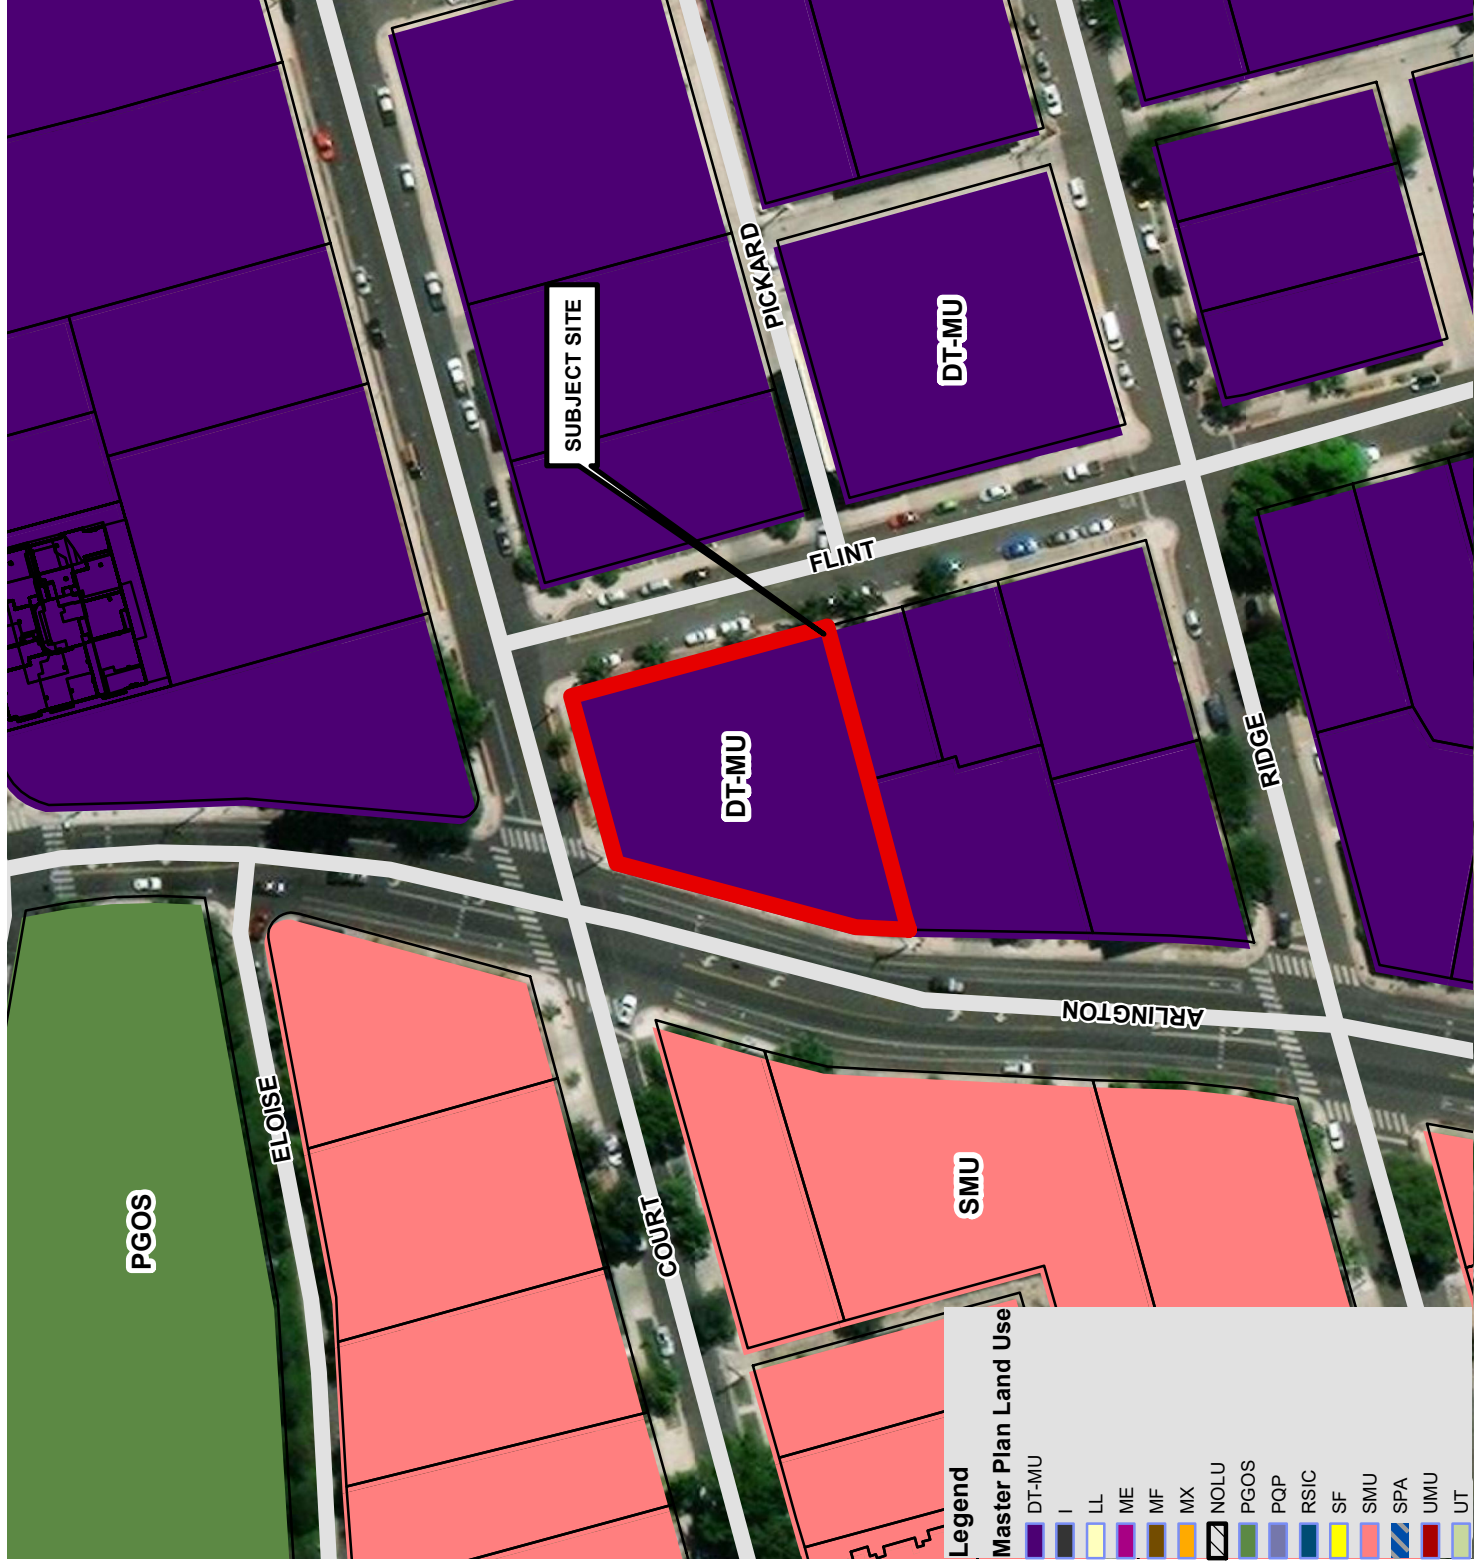 PGOS
ELOISE
COURT
SMU
ARLINGTON
DT-MU
SUBJECT SITE
FLINT
PICKARD
DT-MU
RIDGE
Legend
Master Plan Land Use
DT-MU
I
LL
ME
MF
MX
NOLU
PGOS
PQP
RSIC
SF
SMU
SPA
UMU
UT